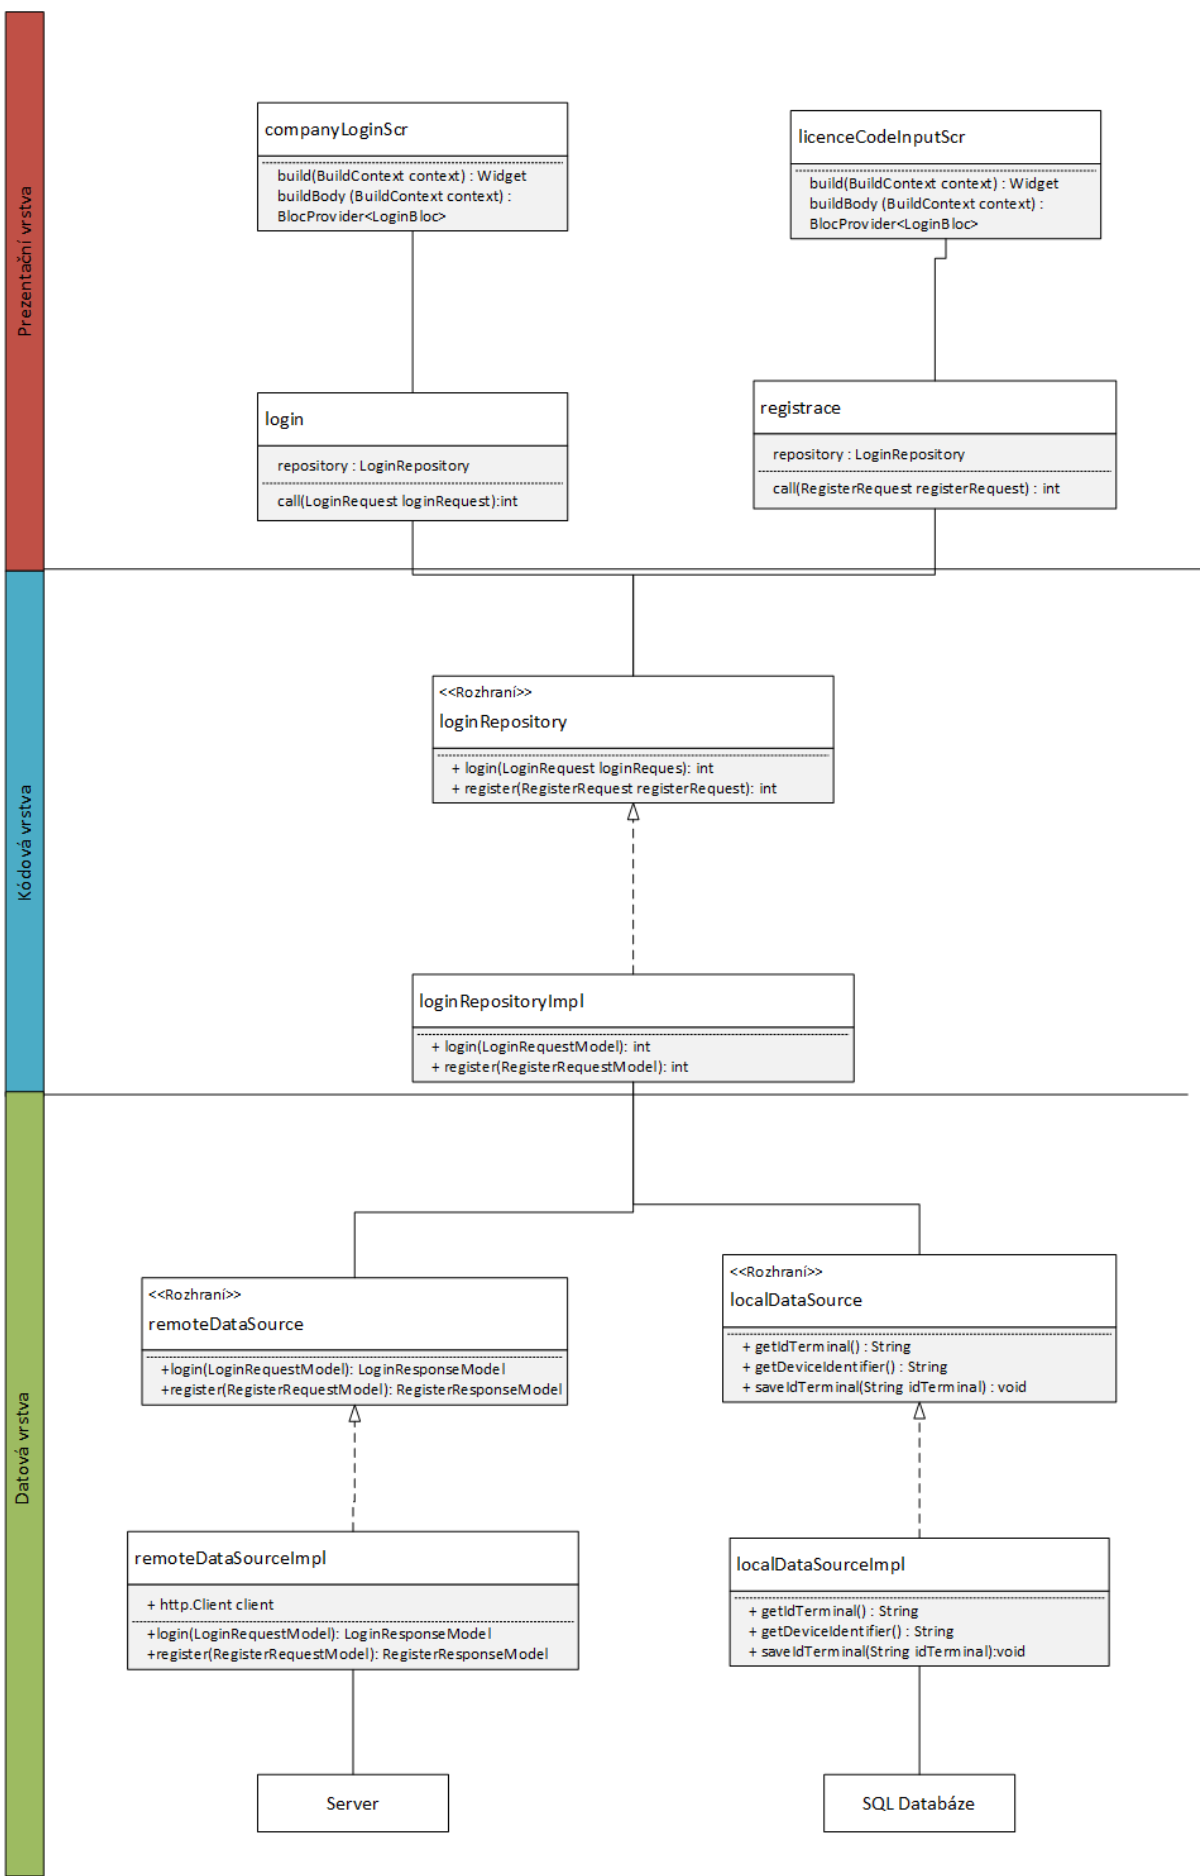 Prezentační vrstva
companyLoginScr
build(BuildContext context) : Widget
buildBody (BuildContext context) :
BlocProvider<LoginBloc>
licenceCodeInputScr
build(BuildContext context) : Widget
buildBody (BuildContext context) :
BlocProvider<LoginBloc>
login
repository : LoginRepository
call(LoginRequest loginRequest):int
registrace
repository : LoginRepository
call(RegisterRequest registerRequest) : int
Kódová vrstva
<<Rozhraní>>
loginRepository
+ login(LoginRequest loginReques): int
+ register(RegisterRequest registerRequest): int
loginRepositoryImpl
+ login(LoginRequestModel): int
+ register(RegisterRequestModel): int
Datová vrstva
<<Rozhraní>>
remoteDataSource
+login(LoginRequestModel): LoginResponseModel
+register(RegisterRequestModel): RegisterResponseModel
<<Rozhraní>>
localDataSource
+ getIdTerminal() : String
+ getDeviceIdentifier() : String
+ saveIdTerminal(String idTerminal) : void
remoteDataSourceImpl
+ http.Client client
+login(LoginRequestModel): LoginResponseModel
+register(RegisterRequestModel): RegisterResponseModel
localDataSourceImpl
+ getIdTerminal() : String
+ getDeviceIdentifier() : String
+ saveIdTerminal(String idTerminal):void
Server
SQL Databáze